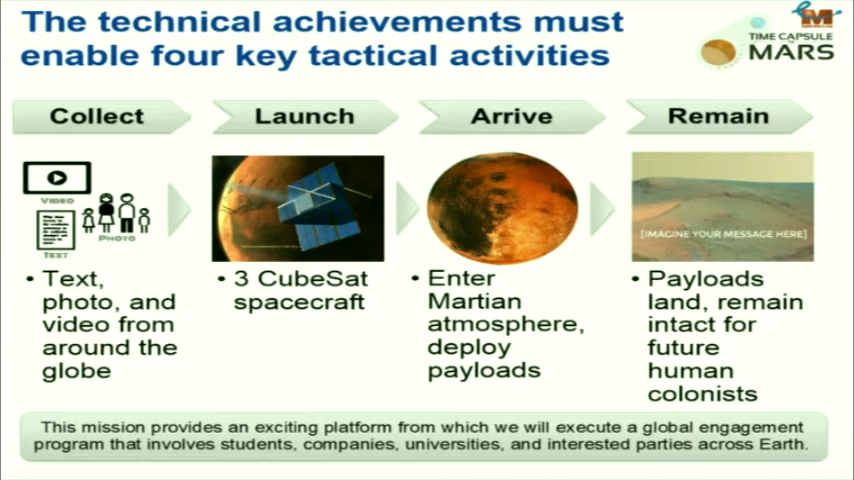 The technical achievements must
enable four key tactical activities
M
TIME CAPSULE
TO
MARS
Collect
Launch
Arrive
Remain
VIDEO
TEXT
PHOTO
[IMAGINE YOUR MESSAGE HERE]
• Text,
photo, and
video from
around the
globe
• 3 CubeSat
spacecraft
• Enter
Martian
atmosphere,
deploy
payloads
• Payloads
land, remain
intact for
future
human
colonists
This mission provides an exciting platform from which we will execute a global engagement
program that involves students, companies, universities, and interested parties across Earth.